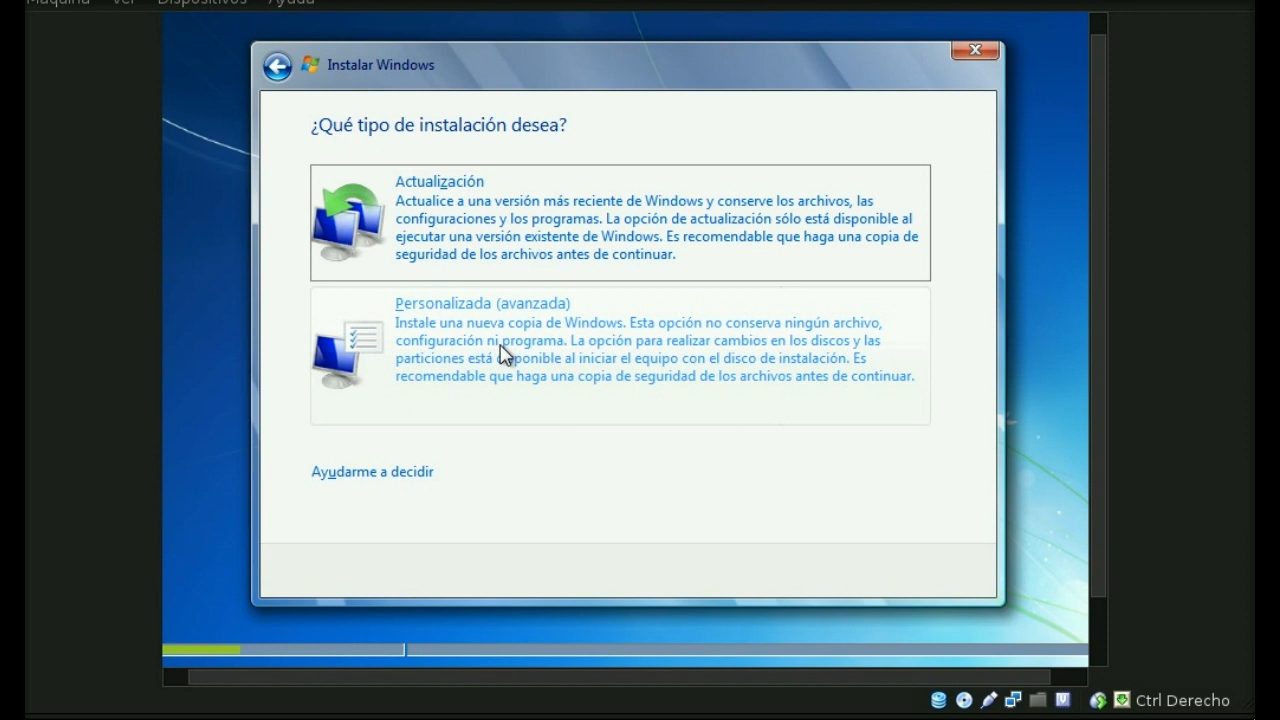 Máquina Ver Dispositivos Ayuda
Instalar Windows
¿Qué tipo de instalación desea?
Actualización
Actualice a una versión más reciente de Windows y conserve los archivos, las
configuraciones y los programas. La opción de actualización sólo está disponible al
ejecutar una versión existente de Windows. Es recomendable que haga una copia de
seguridad de los archivos antes de continuar.
Personalizada (avanzada)
Instale una nueva copia de Windows. Esta opción no conserva ningún archivo,
configuración ni programa. La opción para realizar cambios en los discos y las
particiones está disponible al iniciar el equipo con el disco de instalación. Es
recomendable que haga una copia de seguridad de los archivos antes de continuar.
Ayudarme a decidir
Ctrl Derecho